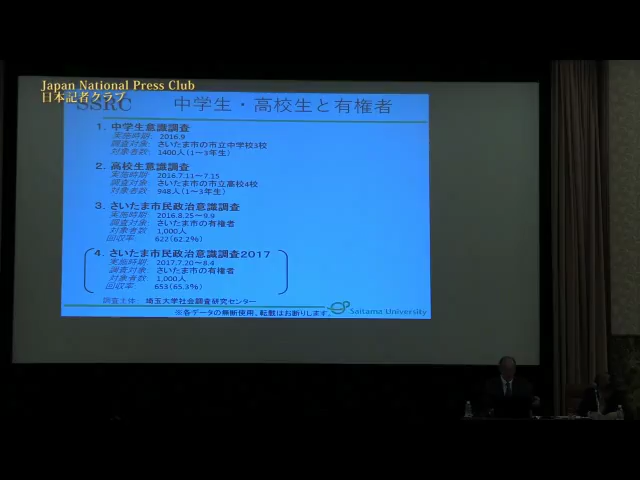 Japan National Press Club
日本記者クラブ
SSRC 中学生・高校生と有権者
1. 中学生意識調査
実施時期: 2016.9
調査対象: さいたま市の市立中学校3校
対象者数: 1400人(1〜3年生)
2. 高校生意識調査
実施時期: 2016.7.11〜7.15
調査対象: さいたま市の市立高校4校
対象者数: 948人(1〜3年生)
3. さいたま市民政治意識調査
実施時期: 2016.8.25〜9.9
調査対象: さいたま市の有権者
対象者数: 1,000人
回収率: 622(62.2%)
4. さいたま市民政治意識調査2017
実施時期: 2017.7.20〜8.4
調査対象: さいたま市の有権者
対象者数: 1,000人
回収率: 653(65.3%)
調査主体 埼玉大学社会調査研究センター
※各データの無断使用、転載はお断りします。
Saitama University